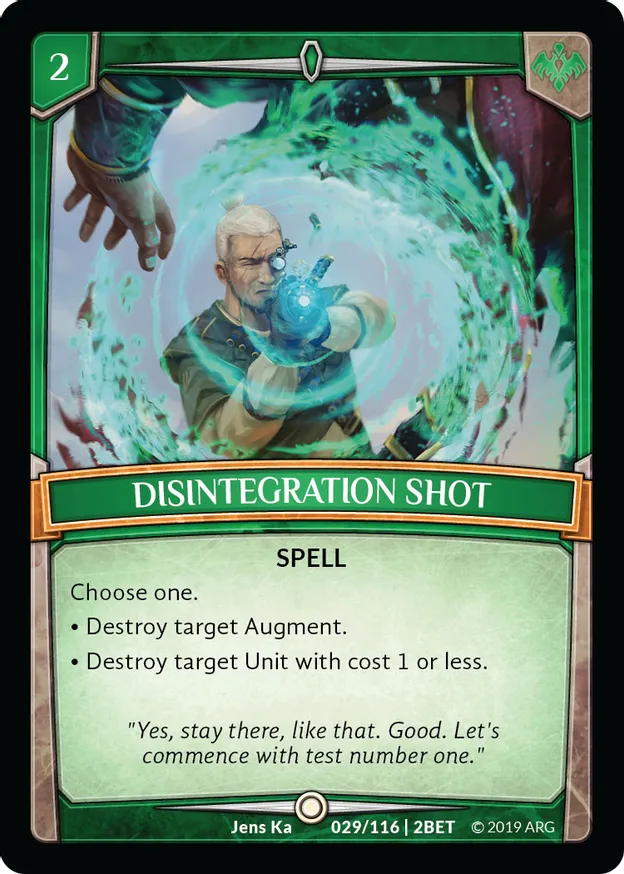 2
DISINTEGRATION SHOT
SPELL
Choose one.
• Destroy target Augment.
• Destroy target Unit with cost 1 or less.
"Yes, stay there, like that. Good. Let's
commence with test number one."
Jens Ka 029/116 | 2BET © 2019 ARG